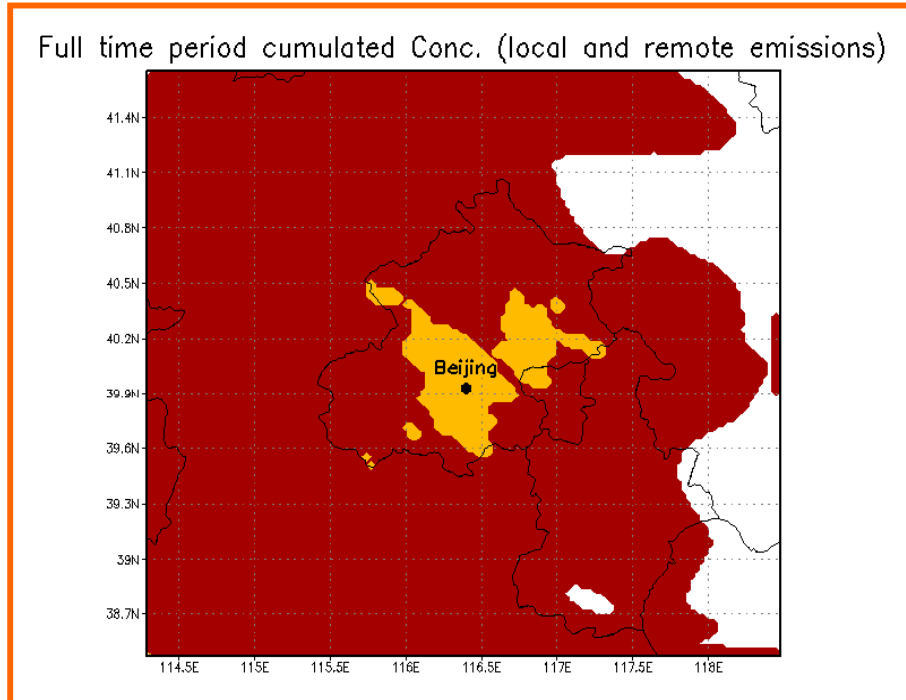 Full time period cumulated Conc. (local and remote emissions)
41.4N
41.1N
40.8N
40.5N
40.2N
39.9N
39.6N
39.3N
39N
38.7N
Beijing
114.5E 115E 115.5E 116E 116.5E 117E 117.5E 118E